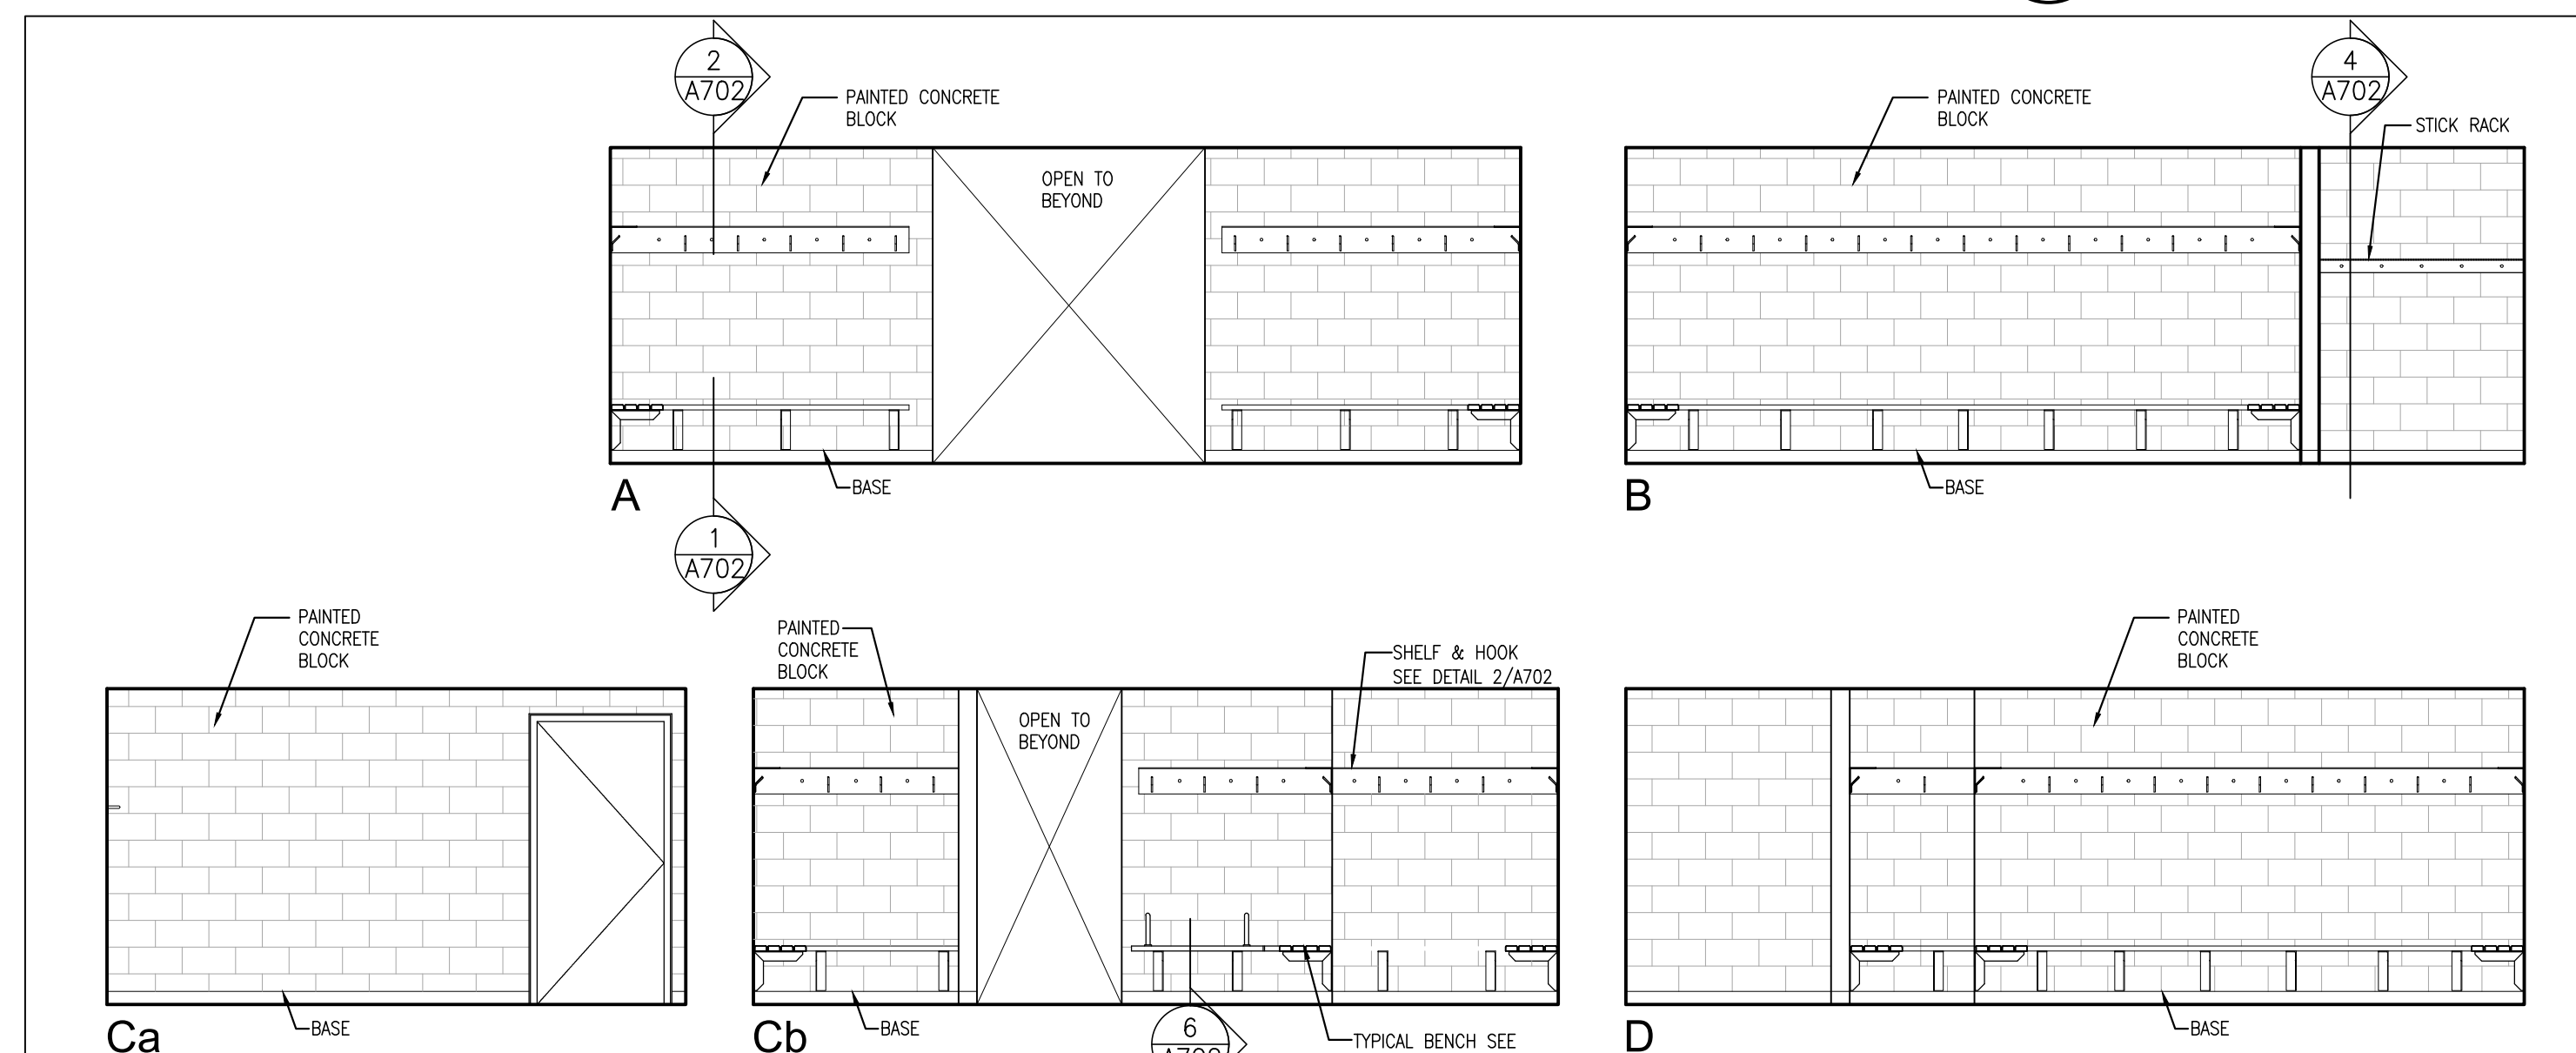 2
A702
PAINTED CONCRETE
BLOCK
OPEN TO
BEYOND
BASE
A
1
A702
PAINTED CONCRETE
BLOCK
4
A702
STICK RACK
BASE
B
PAINTED
CONCRETE
BLOCK
BASE
Ca
PAINTED
CONCRETE
BLOCK
OPEN TO
BEYOND
SHELF & HOOK
SEE DETAIL 2/A702
BASE
Cb
6
A702
TYPICAL BENCH SEE
PAINTED
CONCRETE
BLOCK
BASE
D